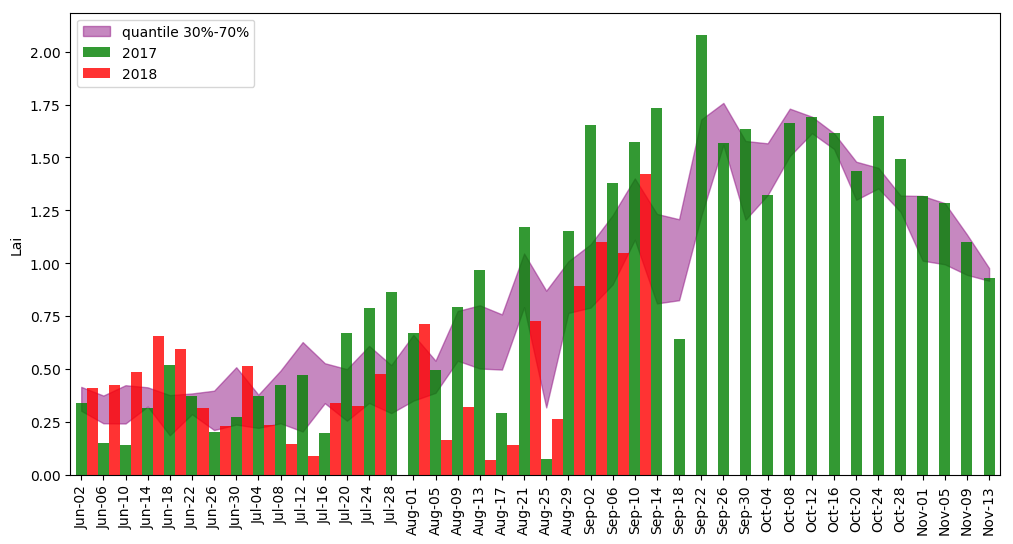 quantile 30%-70%
2017
2018
Lai
2.00
1.75
1.50
1.25
1.00
0.75
0.50
0.25
0.00
Jun-02
Jun-06
Jun-10
Jun-14
Jun-18
Jun-22
Jun-26
Jun-30
Jul-04
Jul-08
Jul-12
Jul-16
Jul-20
Jul-24
Jul-28
Aug-01
Aug-05
Aug-09
Aug-13
Aug-17
Aug-21
Aug-25
Aug-29
Sep-02
Sep-06
Sep-10
Sep-14
Sep-18
Sep-22
Sep-26
Sep-30
Oct-04
Oct-08
Oct-12
Oct-16
Oct-20
Oct-24
Oct-28
Nov-01
Nov-05
Nov-09
Nov-13